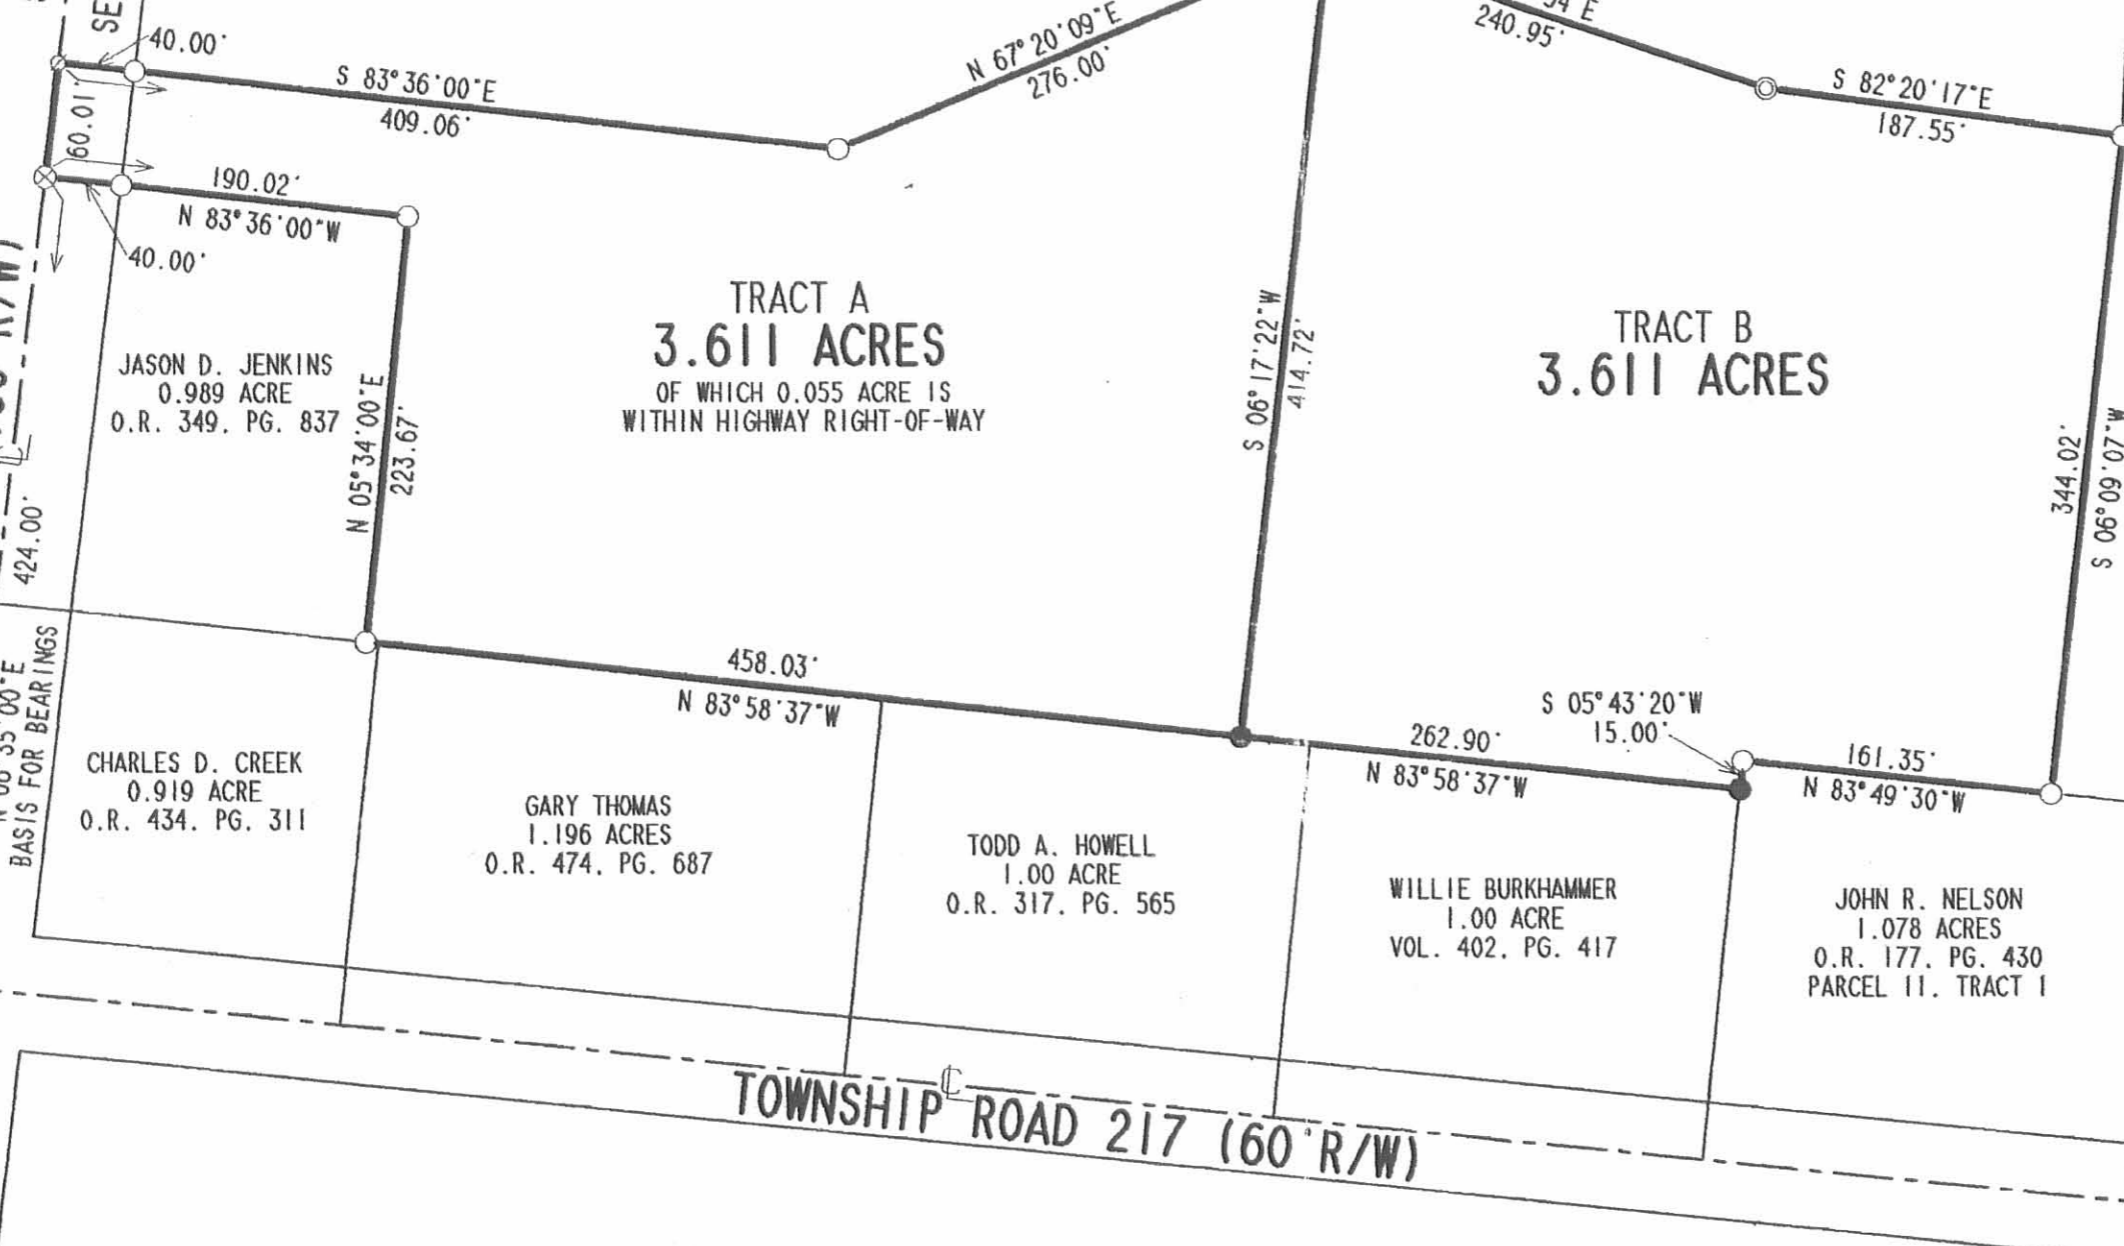 SE
40.00'
S 83°36'00"E
409.06'
N 67°20'09"E
276.00'
240.95'
S 82°20'17"E
187.55'
60.01'
190.02'
N 83°36'00"W
40.00'
TRACT A
3.611 ACRES
OF WHICH 0.055 ACRE IS
WITHIN HIGHWAY RIGHT-OF-WAY
S 06°17'22"W
414.72'
TRACT B
3.611 ACRES
JASON D. JENKINS
0.989 ACRE
O.R. 349, PG. 837
N 05°34'00"E
223.67'
344.02'
S 06°09'07"W
R/W)
424.00'
BASIS FOR BEARINGS
458.03'
N 83°58'37"W
S 05°43'20"W
15.00'
262.90'
N 83°58'37"W
161.35'
N 83°49'30"W
CHARLES D. CREEK
0.919 ACRE
O.R. 434, PG. 311
GARY THOMAS
1.196 ACRES
O.R. 474, PG. 687
TODD A. HOWELL
1.00 ACRE
O.R. 317, PG. 565
WILLIE BURKHAMMER
1.00 ACRE
VOL. 402, PG. 417
JOHN R. NELSON
1.078 ACRES
O.R. 177, PG. 430
PARCEL II, TRACT I
TOWNSHIP ROAD 217 (60' R/W)